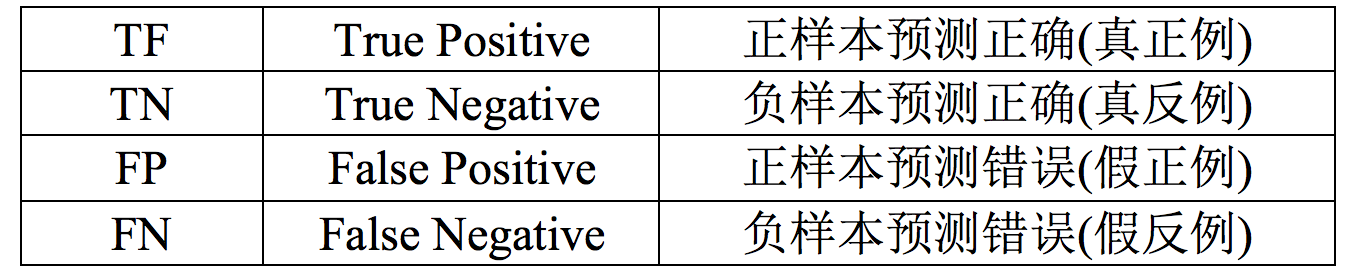 TF True Positive 正样本预测正确(真正例)
TN True Negative 负样本预测正确(真反例)
FP False Positive 正样本预测错误(假正例)
FN False Negative 负样本预测错误(假反例)